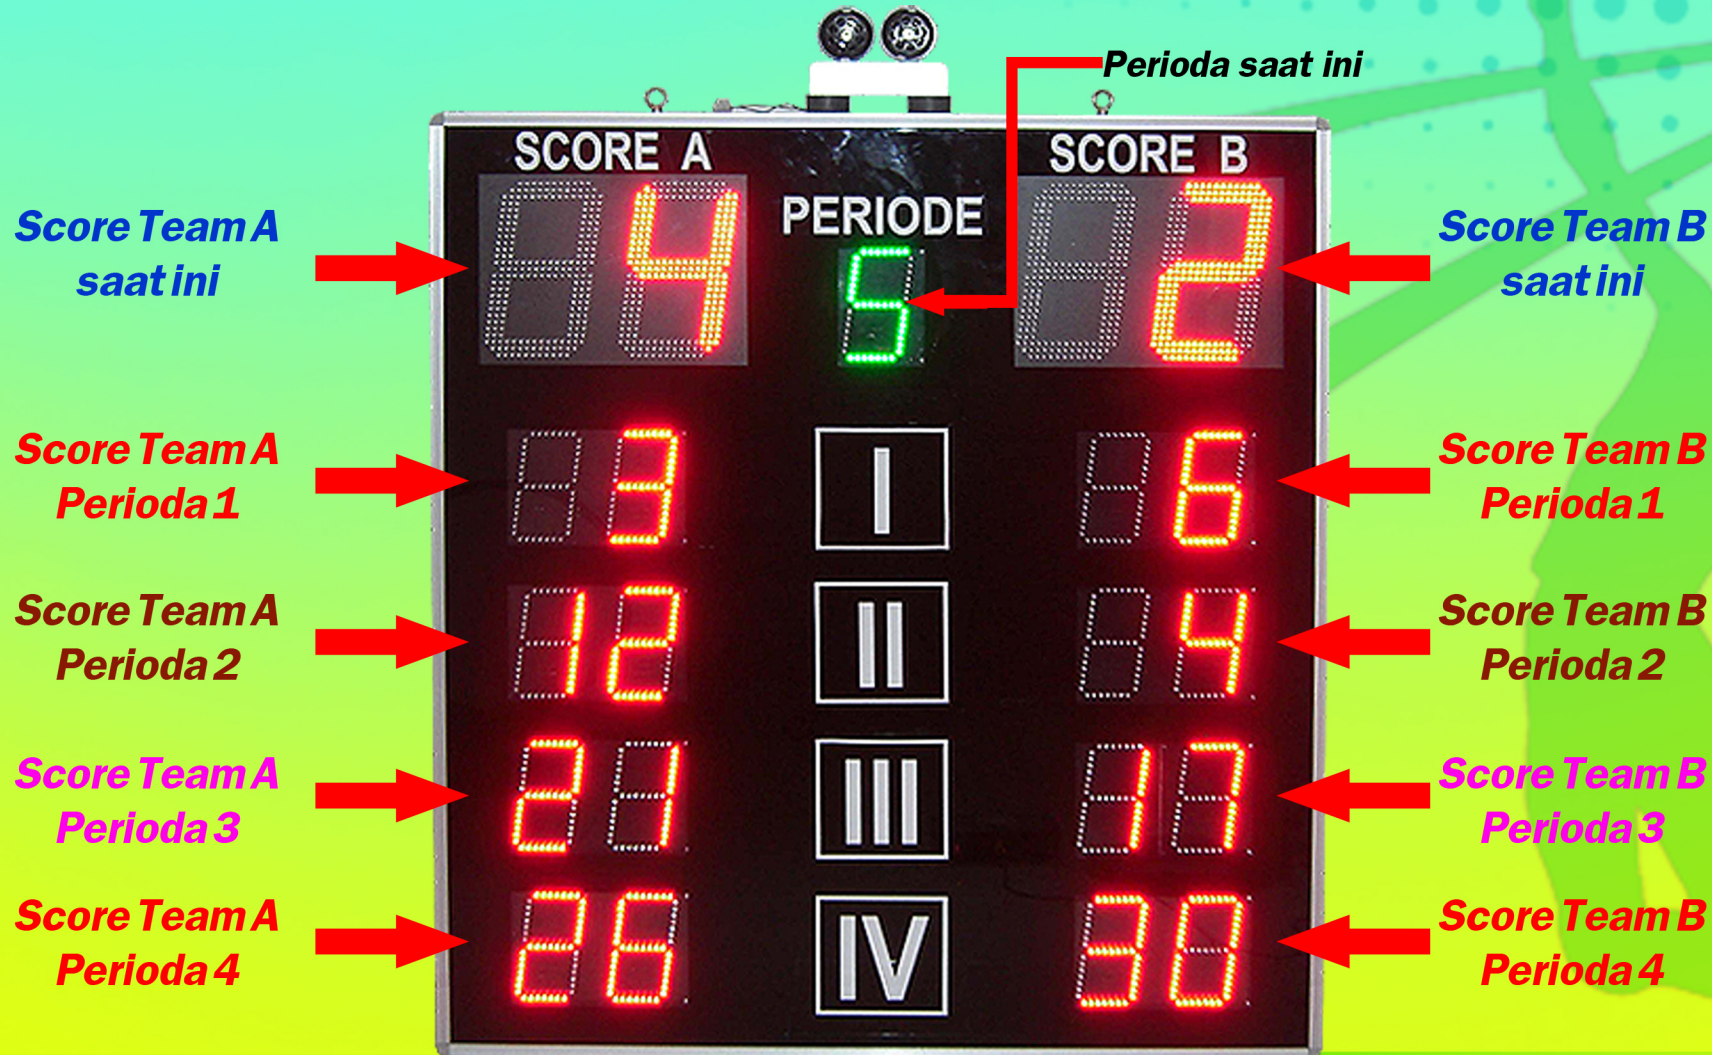 Perioda saat ini
SCORE A
SCORE B
PERIODE
4
5
2
Score Team A
saat ini
Score Team B
saat ini
Score Team A
Perioda 1
3
I
6
Score Team B
Perioda 1
Score Team A
Perioda 2
12
II
4
Score Team B
Perioda 2
Score Team A
Perioda 3
21
III
17
Score Team B
Perioda 3
Score Team A
Perioda 4
26
IV
30
Score Team B
Perioda 4